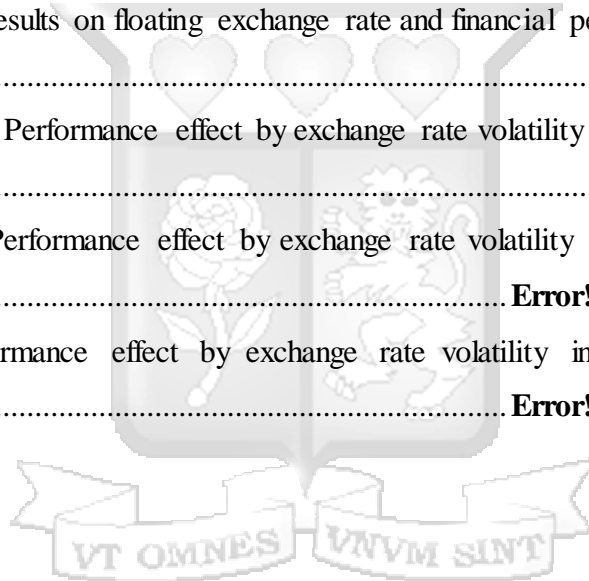 esults on floating exchange rate and financial pe
................................................................
Performance effect by exchange rate volatility
................................................................
Performance effect by exchange rate volatility
....................................................... Error!
rmance effect by exchange rate volatility in
....................................................... Error!
VT OMNES VNVM SINT